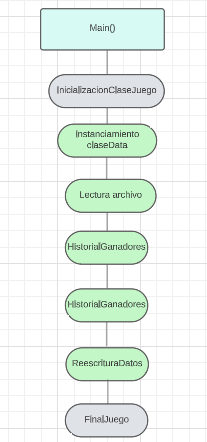 Main()
InicializacionClaseJuego
Instanciamiento
claseData
Lectura archivo
HistorialGanadores
HistorialGanadores
ReescrituraDatos
FinalJuego